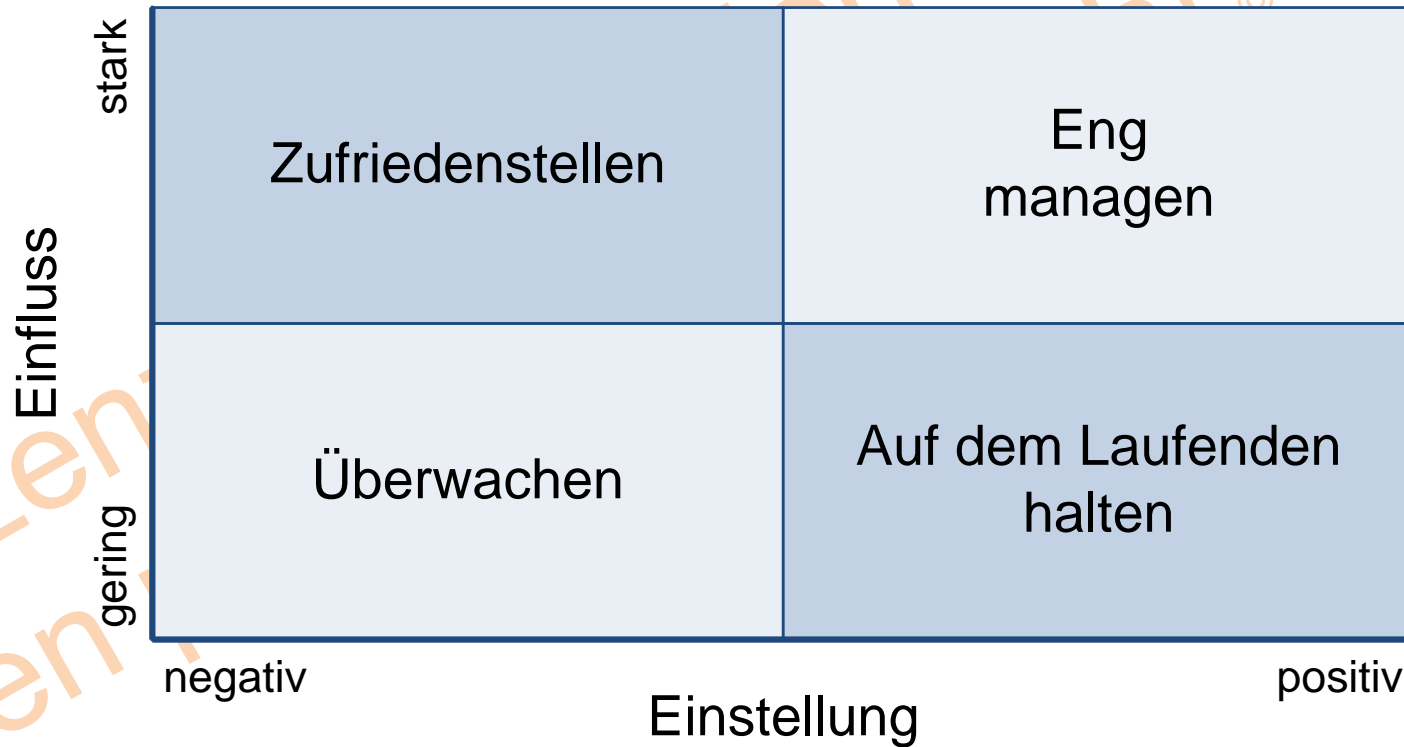 stark
Zufriedenstellen
Eng
managen
Einfluss
Überwachen
Auf dem Laufenden
halten
gering
negativ
positiv
Einstellung